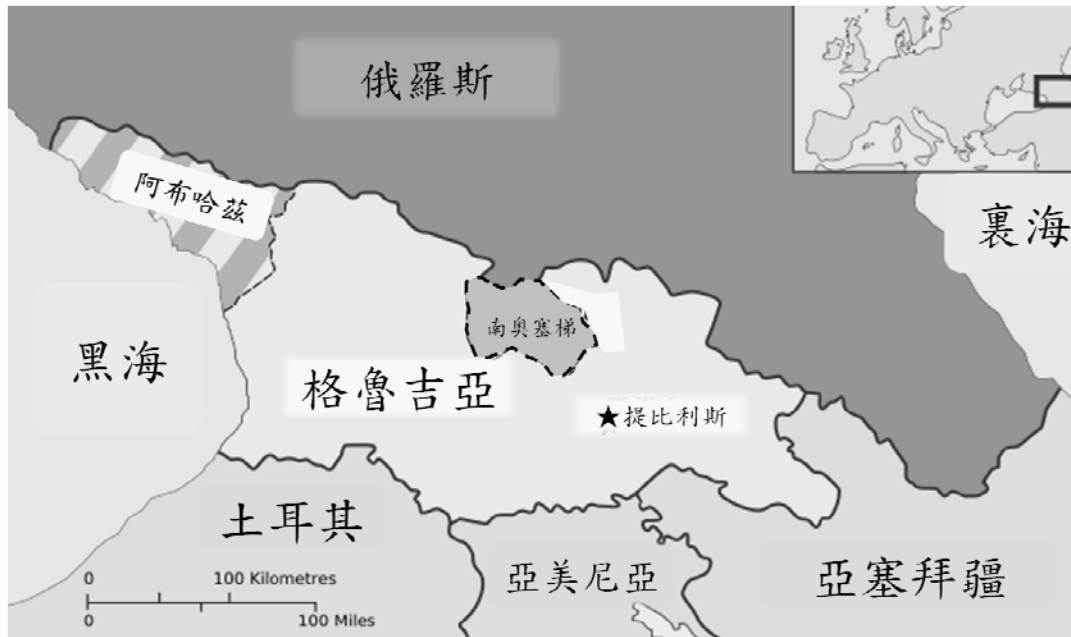 俄羅斯
阿布哈茲
裏海
黑海
南奧塞梯
格魯吉亞
★提比利斯
土耳其
亞美尼亞
亞塞拜疆
0 100 Kilometres
0 100 Miles